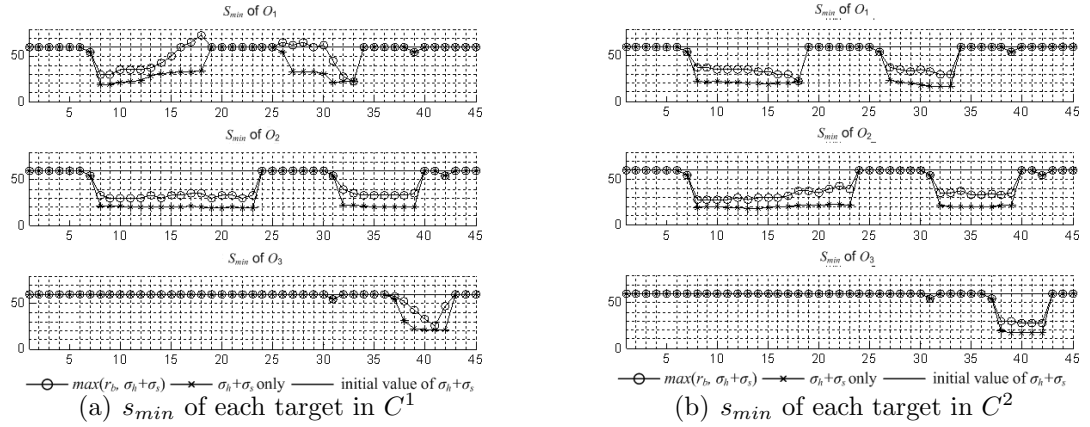 S_min of O_1
50
0
5 10 15 20 25 30 35 40 45
S_min of O_2
50
0
5 10 15 20 25 30 35 40 45
S_min of O_3
50
0
5 10 15 20 25 30 35 40 45
max(r_b, σ_h+σ_s) σ_h+σ_s only initial value of σ_h+σ_s
(a) s_min of each target in C^1
S_min of O_1
50
0
5 10 15 20 25 30 35 40 45
S_min of O_2
50
0
5 10 15 20 25 30 35 40 45
S_min of O_3
50
0
5 10 15 20 25 30 35 40 45
max(r_b, σ_h+σ_s) σ_h+σ_s only initial value of σ_h+σ_s
(b) s_min of each target in C^2